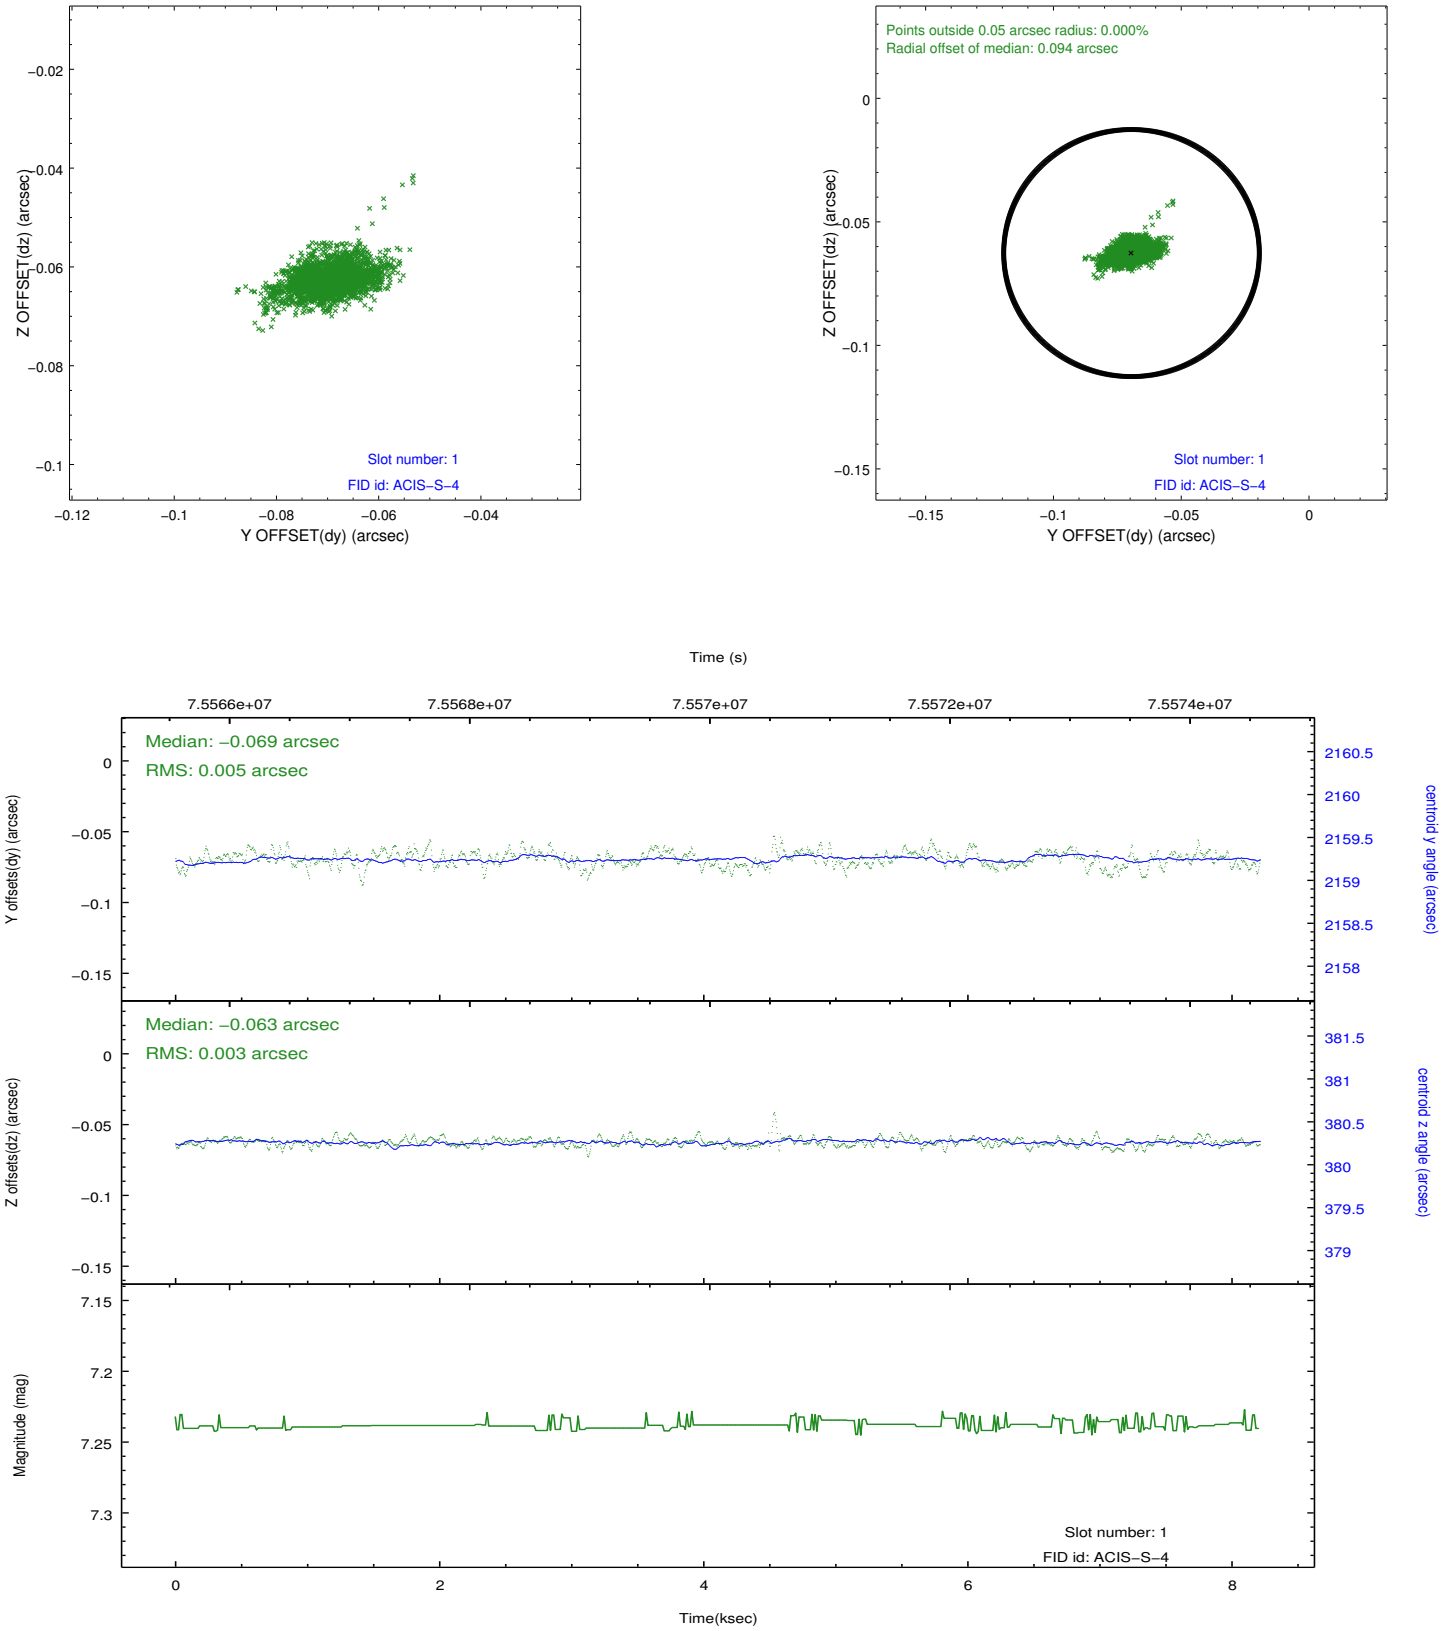 −0.02
−0.04
−0.06
−0.08
−0.1
Z OFFSET(dz) (arcsec)
Slot number: 1
FID id: ACIS−S−4
−0.12
−0.1
−0.08
−0.06
−0.04
Y OFFSET(dy) (arcsec)
Points outside 0.05 arcsec radius: 0.000%
Radial offset of median: 0.094 arcsec
0
−0.05
−0.1
−0.15
Z OFFSET(dz) (arcsec)
Slot number: 1
FID id: ACIS−S−4
−0.15
−0.1
−0.05
0
Y OFFSET(dy) (arcsec)
Time (s)
7.5566e+07
7.5568e+07
7.557e+07
7.5572e+07
7.5574e+07
Median: −0.069 arcsec
RMS: 0.005 arcsec
0
−0.05
−0.1
−0.15
Y offsets(dy) (arcsec)
2160.5
2160
2159.5
2159
2158.5
2158
centroid y angle (arcsec)
Median: −0.063 arcsec
RMS: 0.003 arcsec
0
−0.05
−0.1
−0.15
Z offsets(dz) (arcsec)
381.5
381
380.5
380
379.5
379
centroid z angle (arcsec)
7.15
7.2
7.25
7.3
Magnitude (mag)
Slot number: 1
FID id: ACIS−S−4
0
2
4
6
8
Time(ksec)